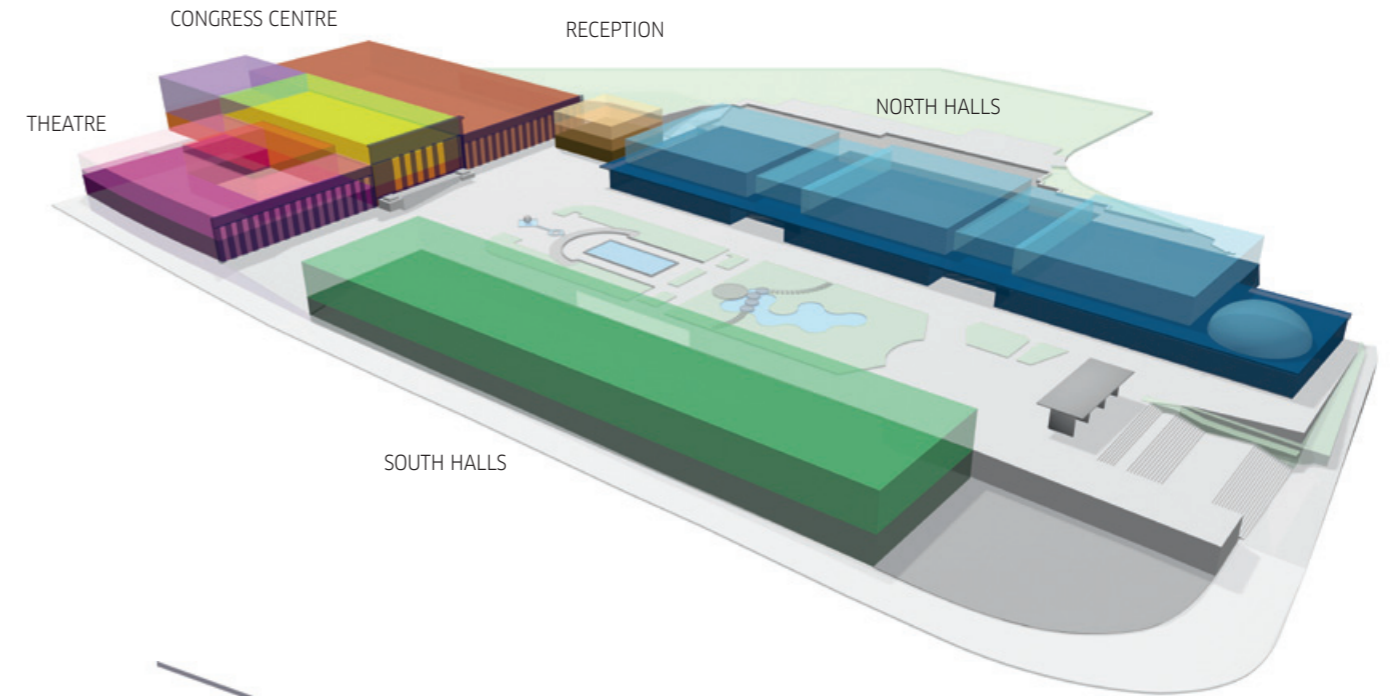 CONGRESS CENTRE
RECEPTION
THEATRE
NORTH HALLS
SOUTH HALLS